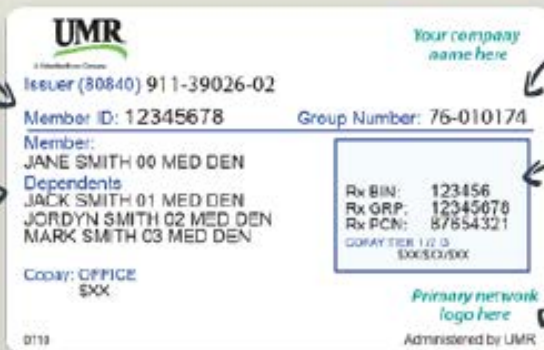 UMR
Your company
name here
Issuer (80840) 911-39026-02
Member ID: 12345678
Group Number: 76-010174
Member:
JANE SMITH 00 MED DEN
Dependents
JACK SMITH 01 MED DEN
JORDYN SMITH 02 MED DEN
MARK SMITH 03 MED DEN
Rx BIN: 123456
Rx GRP: 12345678
Rx PCN: 87654321
COPAY TIER 1/2/3
$XX/$XX/$XX
Copay: OFFICE
$XX
Primary network
logo here
Administered by UMR